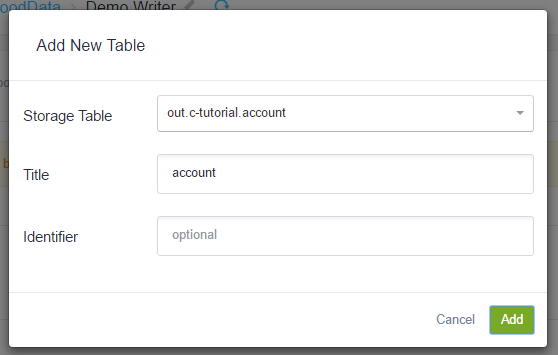 oodData > Demo Writer
Add New Table
Storage Table
out.c-tutorial.account
Title
account
Identifier
optional
Cancel
Add